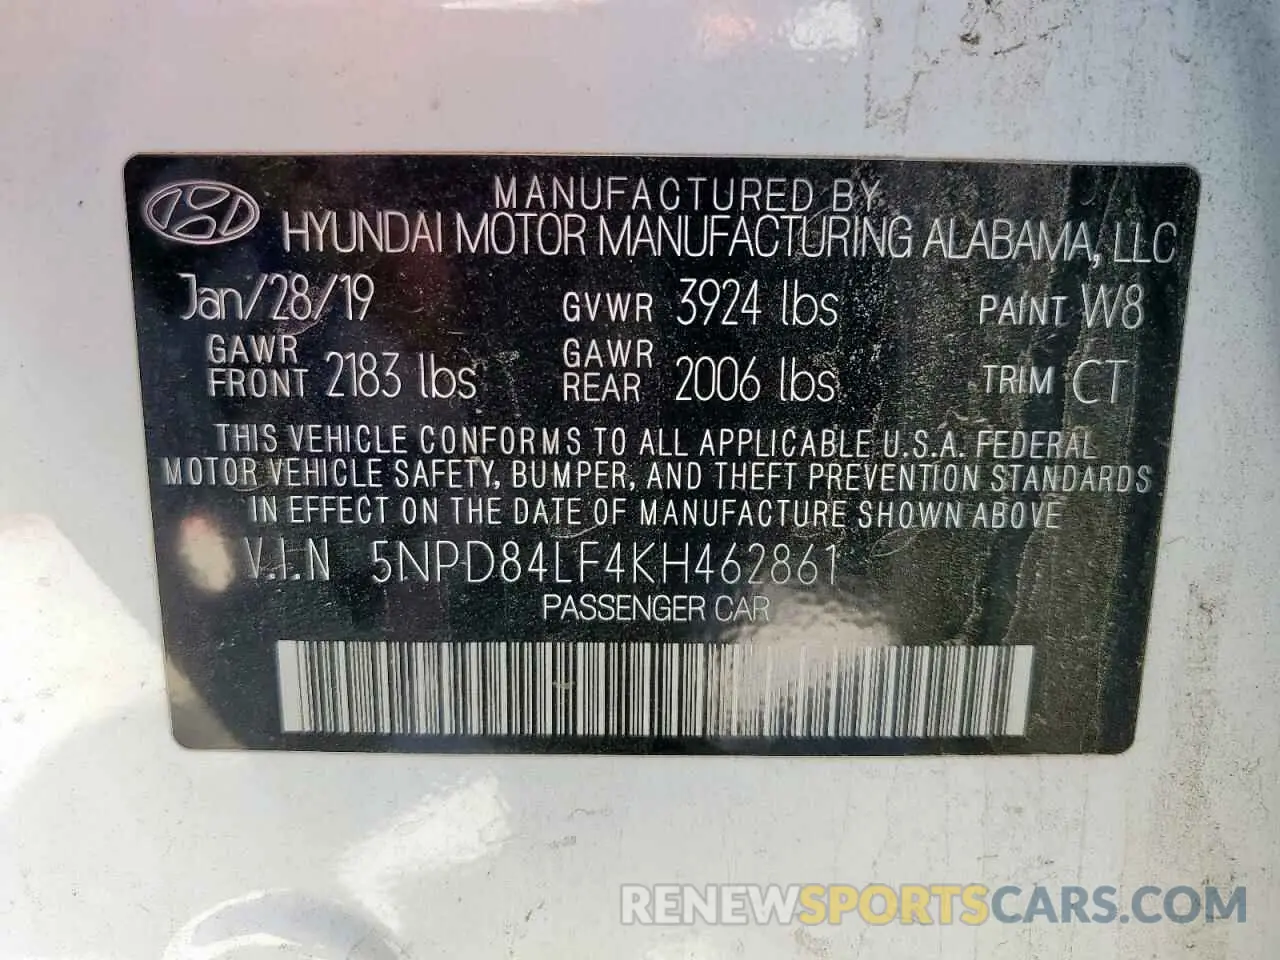 MANUFACTURED BY
HYUNDAI MOTOR MANUFACTURING ALABAMA, LLC
Jan/28/19 GVWR 3924 lbs PAINT W8
GAWR FRONT 2183 lbs GAWR REAR 2006 lbs TRIM CT
THIS VEHICLE CONFORMS TO ALL APPLICABLE U.S.A. FEDERAL
MOTOR VEHICLE SAFETY, BUMPER, AND THEFT PREVENTION STANDARDS
IN EFFECT ON THE DATE OF MANUFACTURE SHOWN ABOVE
V.I.N 5NPD84LF4KH462861
PASSENGER CAR
RENEWSPORTSCARS.COM